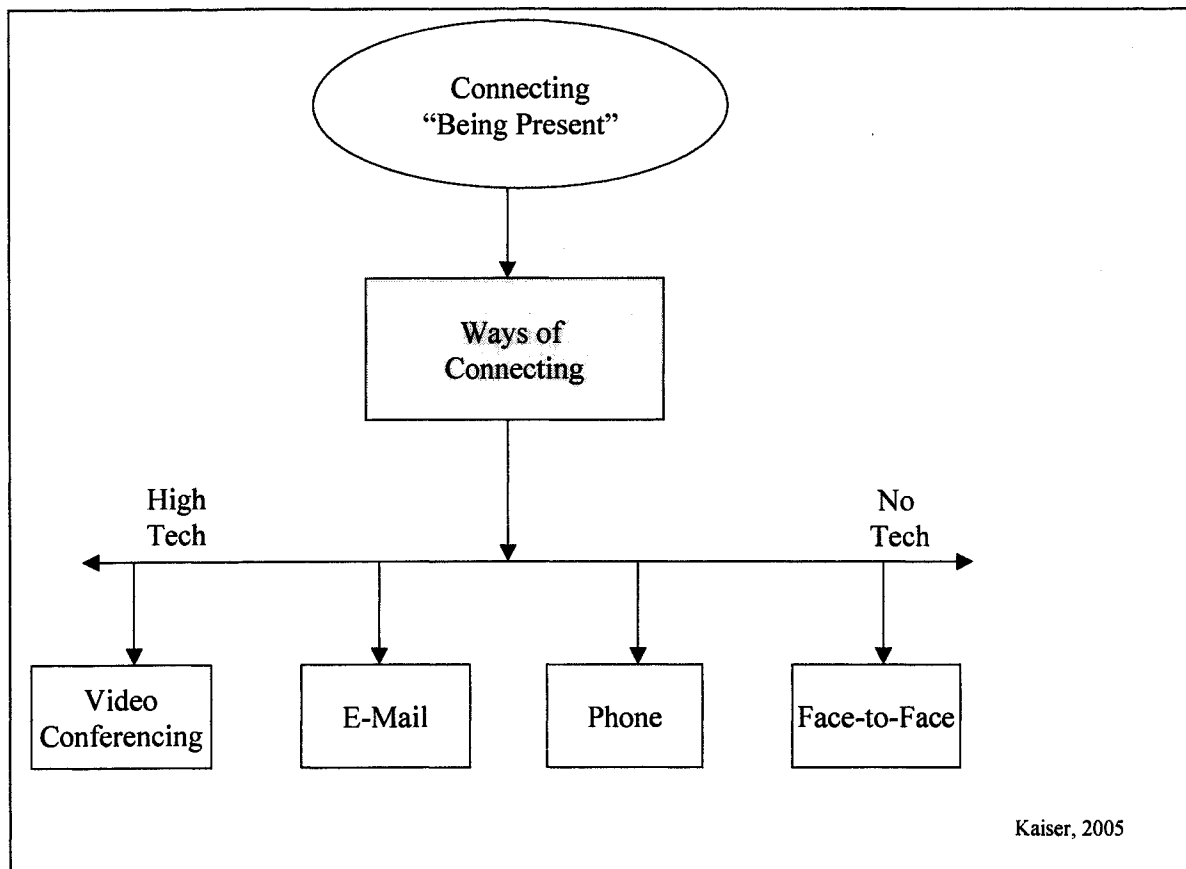 Connecting
“Being Present”
Ways of
Connecting
High
Tech
No
Tech
Video
Conferencing
E-Mail
Phone
Face-to-Face
Kaiser, 2005